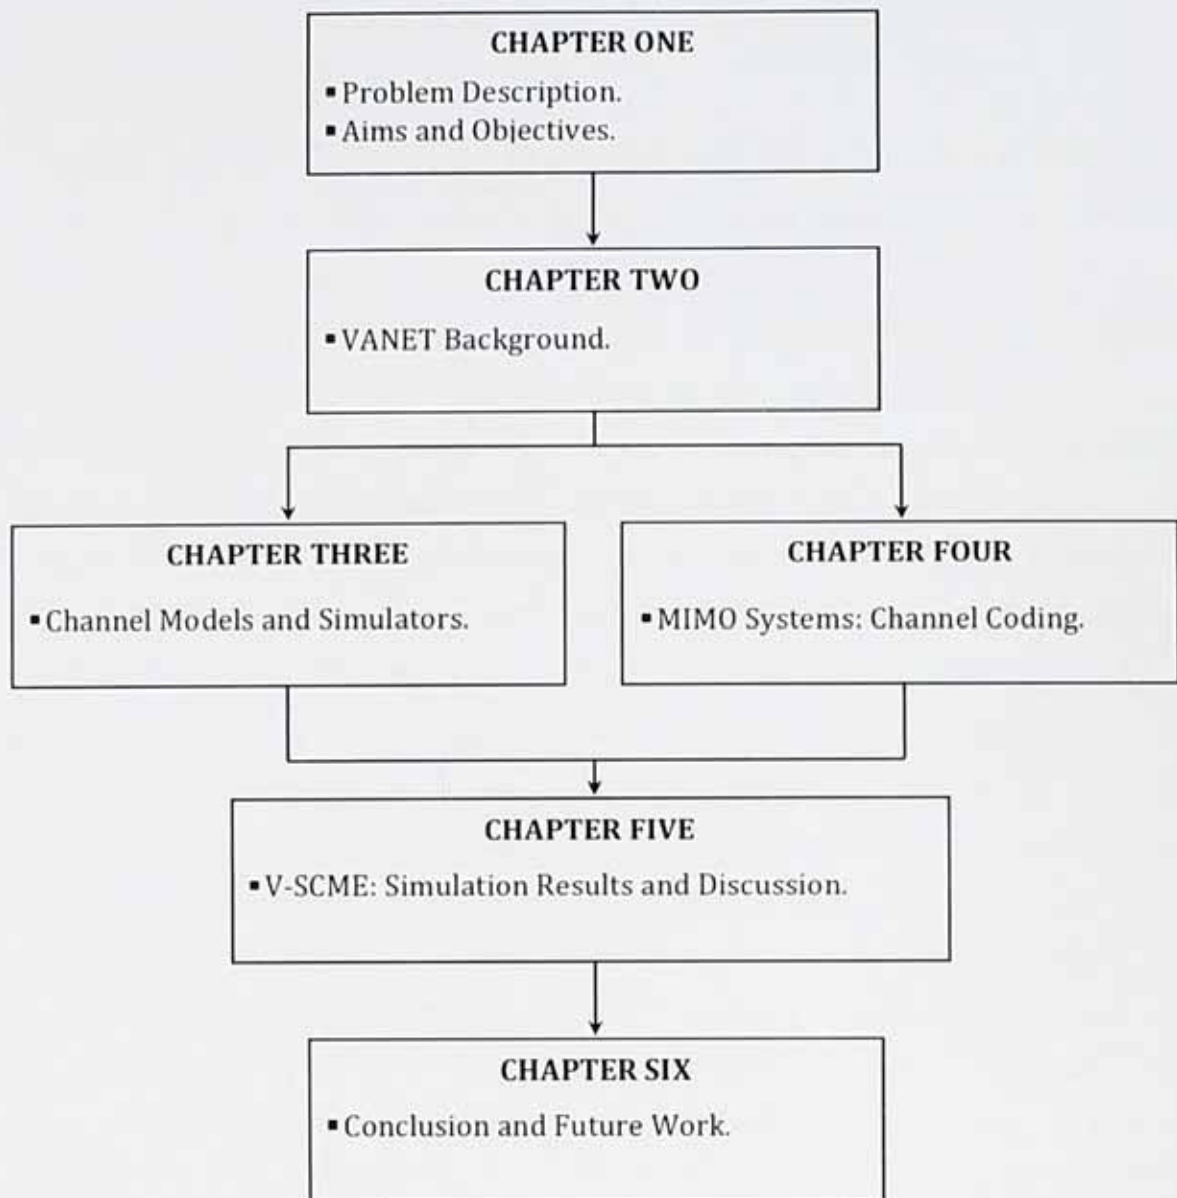 CHAPTER ONE
▪ Problem Description.
▪ Aims and Objectives.
CHAPTER TWO
▪ VANET Background.
CHAPTER THREE
▪ Channel Models and Simulators.
CHAPTER FOUR
▪ MIMO Systems: Channel Coding.
CHAPTER FIVE
▪ V-SCME: Simulation Results and Discussion.
CHAPTER SIX
▪ Conclusion and Future Work.